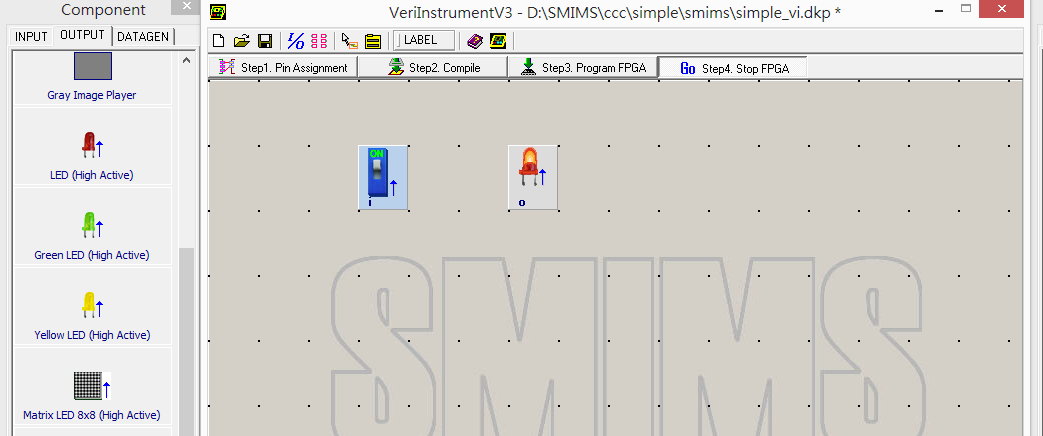 Component
INPUT OUTPUT DATAGEN
Gray Image Player
LED (High Active)
Green LED (High Active)
Yellow LED (High Active)
Matrix LED 8x8 (High Active)
VeriInstrumentV3 - D:\SMIMS\ccc\simple\smims\simple_vi.dkp *
I/O LABEL
Step1. Pin Assignment Step2. Compile Step3. Program FPGA Go Step4. Stop FPGA
ON
i o
SMIMS